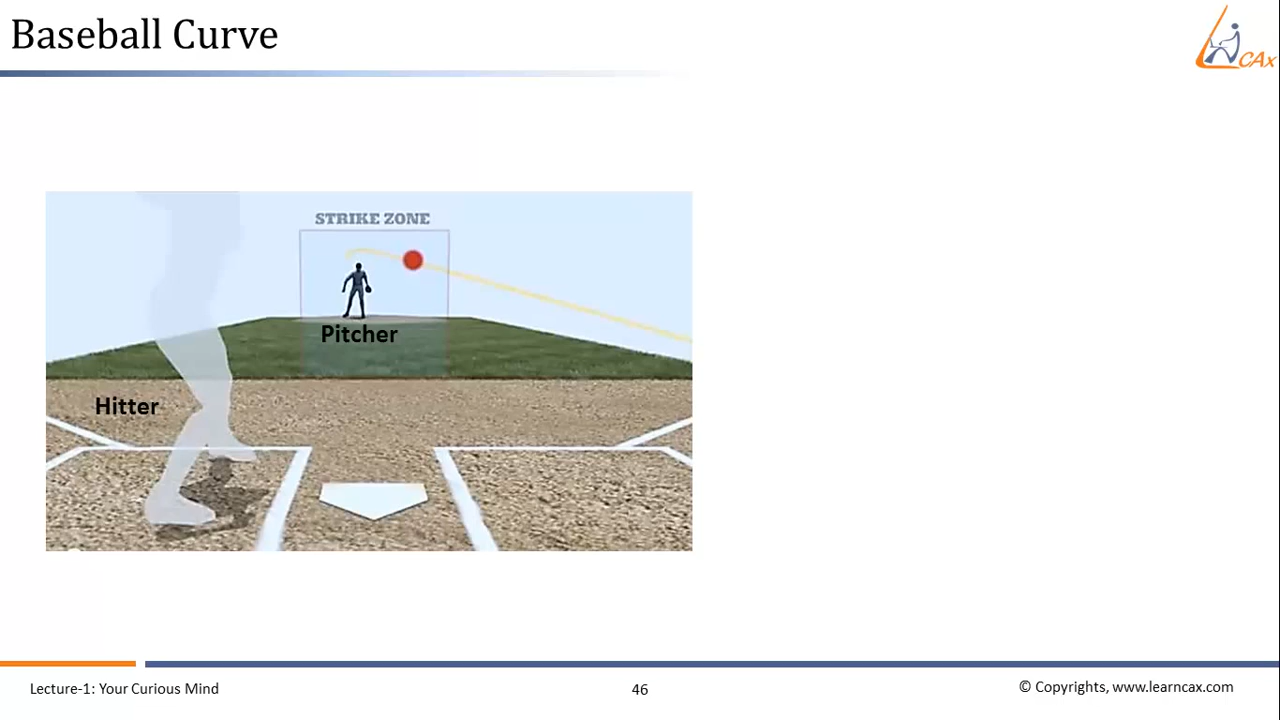 Baseball Curve
CAx
STRIKE ZONE
Pitcher
Hitter
Lecture-1: Your Curious Mind
46
© Copyrights, www.learncax.com